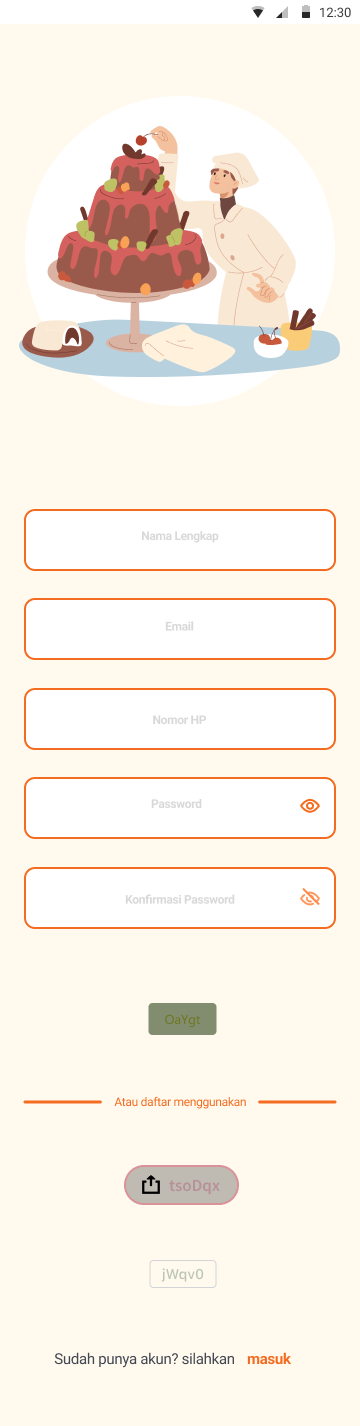 12:30
Nama Lengkap
Email
Nomor HP
Password
Konfirmasi Password
OaYgt
Atau daftar menggunakan
tsoDqx
jWqv0
Sudah punya akun? silahkan masuk